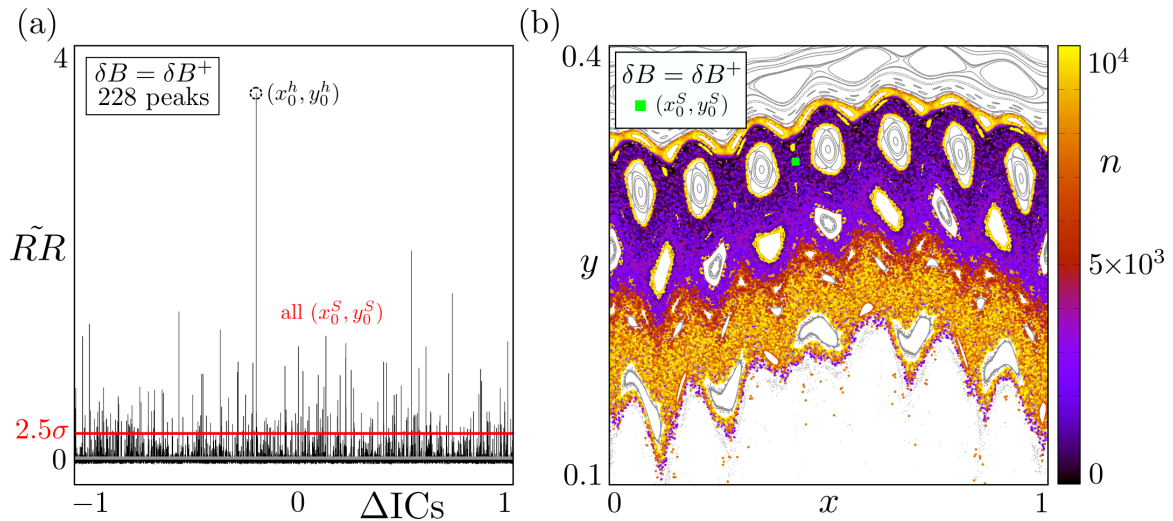 (a)
4
δB = δB⁺
228 peaks
(x₀ʰ, y₀ʰ)
R̃R
all (x₀ˢ, y₀ˢ)
2.5σ
0
−1
0
1
ΔICs
(b)
0.4
δB = δB⁺
(x₀ˢ, y₀ˢ)
y
0.1
0
x
1
10⁴
n
5×10³
0